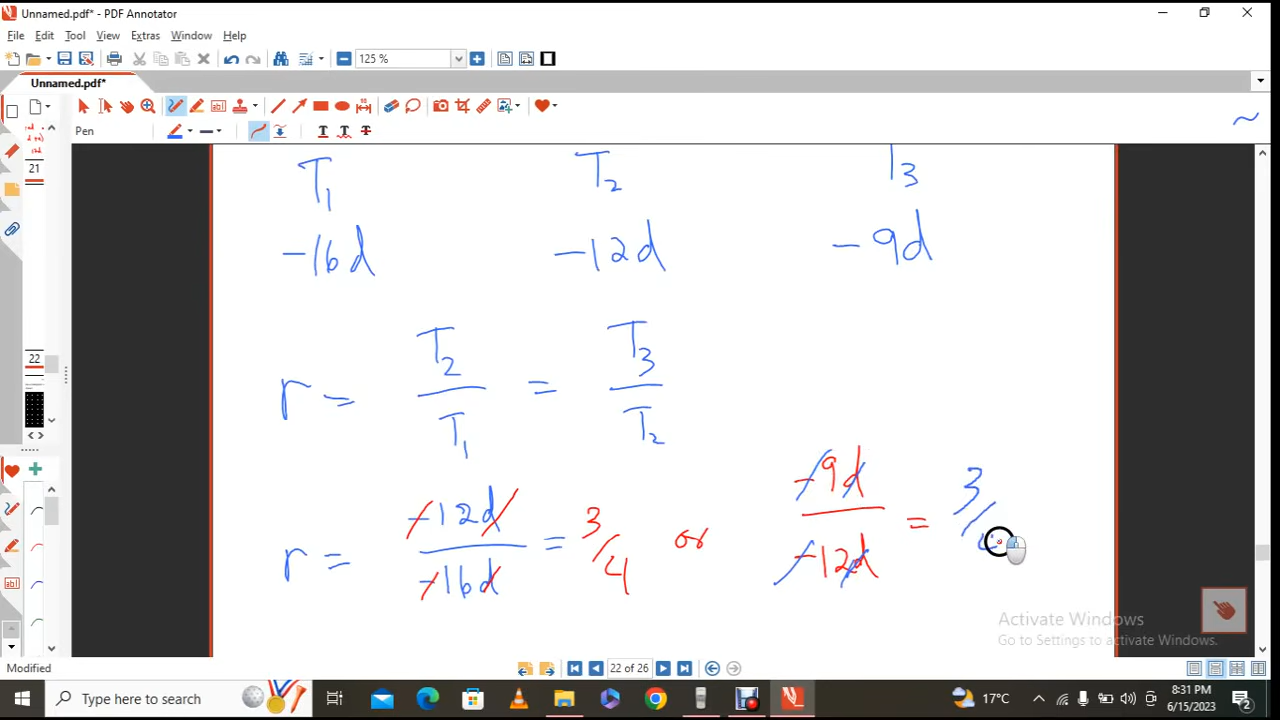 Unnamed.pdf* - PDF Annotator
File Edit Tool View Extras Window Help
125 %
Unnamed.pdf*
Pen
T T T
21
22
T₁ T₂ T₃
-16d -12d -9d
r = T₂/T₁ = T₃/T₂
r = -12d/-16d = 3/4 or -9d/-12d = 3/4
Activate Windows
Go to Settings to activate Windows.
22 of 26
Modified
Type here to search
17°C
8:31 PM
6/15/2023
2